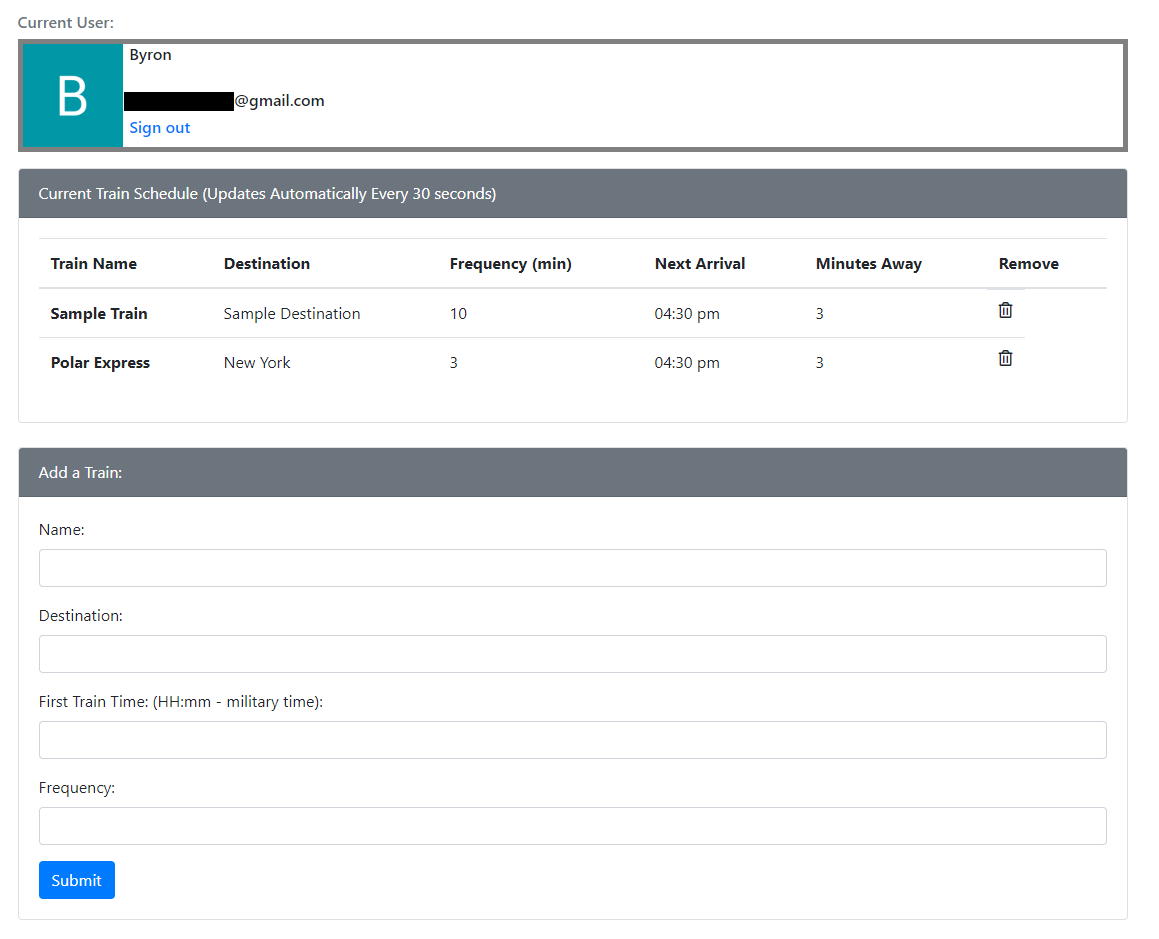 Current User:
B
Byron
@gmail.com
Sign out
Current Train Schedule (Updates Automatically Every 30 seconds)
Train Name Destination Frequency (min) Next Arrival Minutes Away Remove
Sample Train Sample Destination 10 04:30 pm 3
Polar Express New York 3 04:30 pm 3
Add a Train:
Name:
Destination:
First Train Time: (HH:mm - military time):
Frequency:
Submit